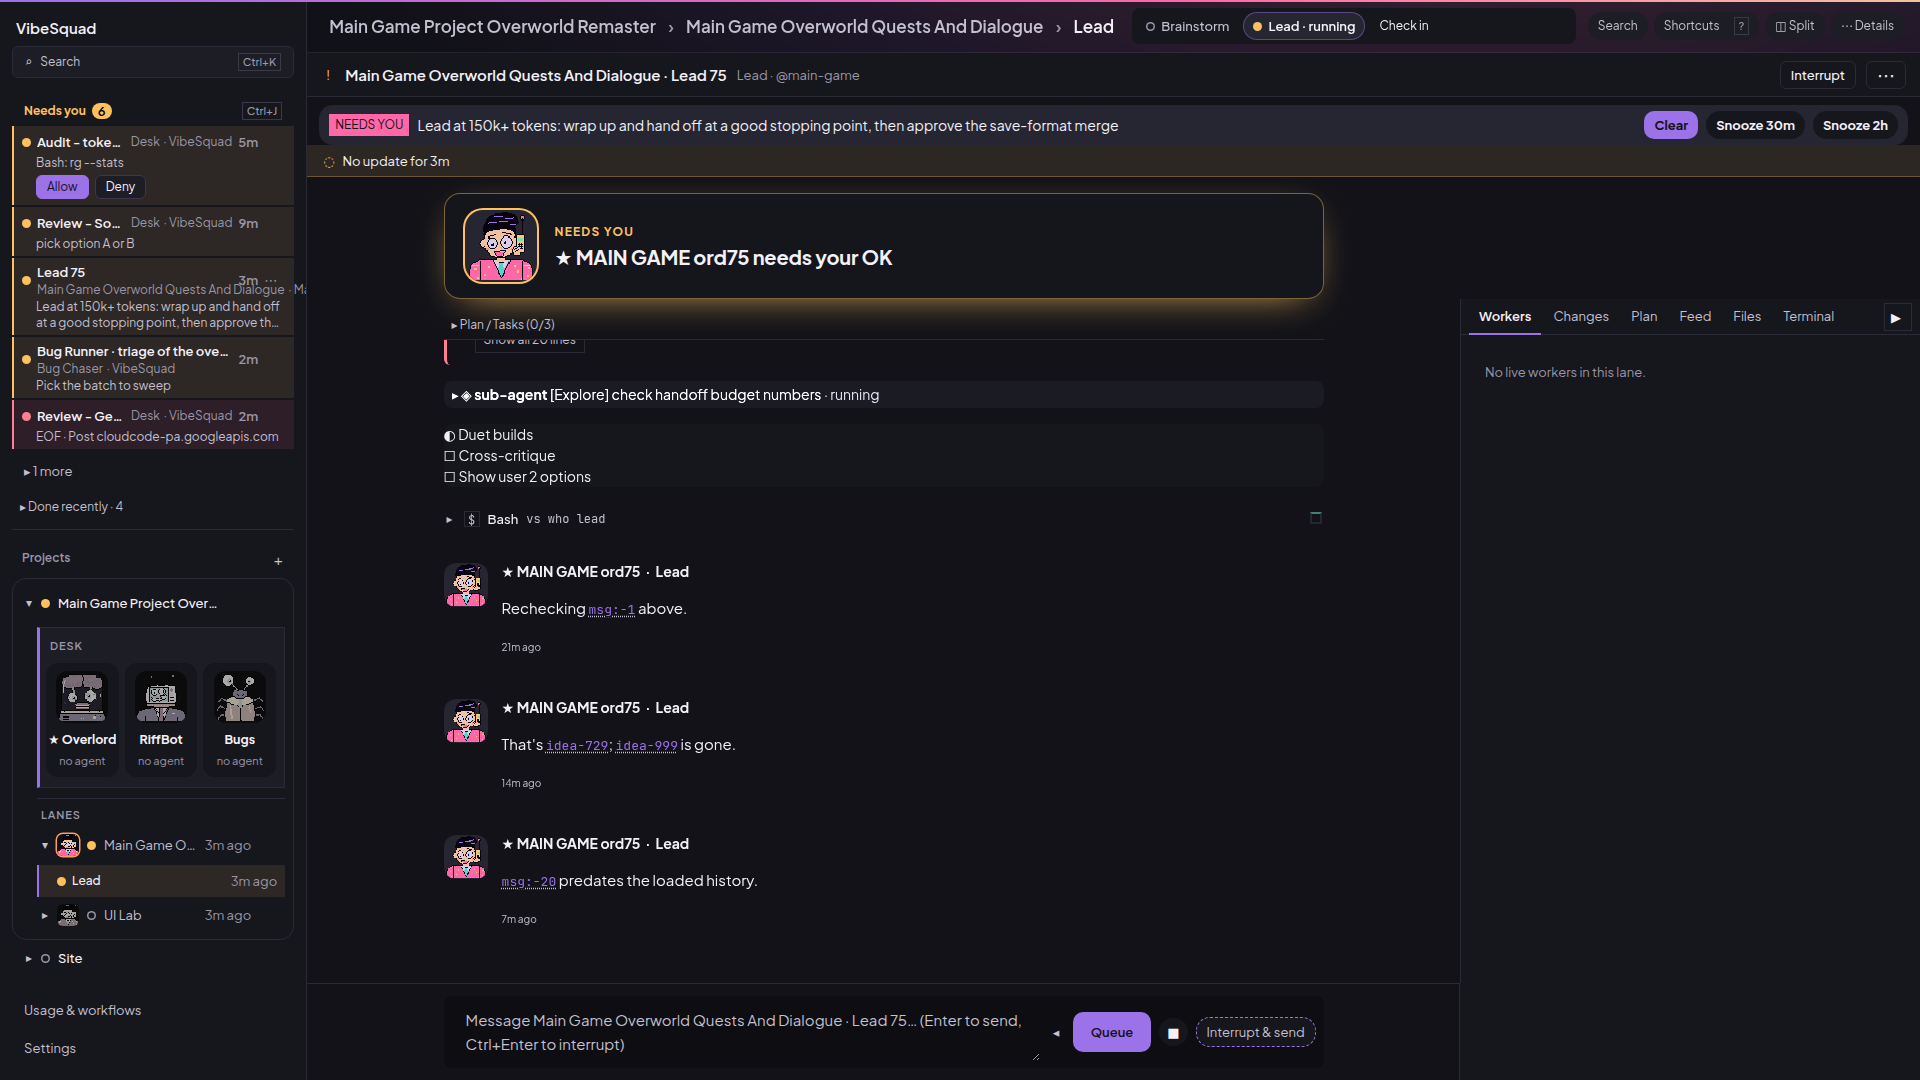 VibeSquad
Search Ctrl+K
Needs you 6 Ctrl+J
Audit – toke… Desk · VibeSquad 5m
Bash: rg --stats
Allow Deny
Review – So… Desk · VibeSquad 9m
pick option A or B
Lead 75
3m ···
Main Game Overworld Quests And Dialogue · Ma
Lead at 150k+ tokens: wrap up and hand off
at a good stopping point, then approve th…
Bug Runner · triage of the ove…
2m
Bug Chaser · VibeSquad
Pick the batch to sweep
Review – Ge… Desk · VibeSquad 2m
EOF · Post cloudcode-pa.googleapis.com
▸ 1 more
▸ Done recently · 4
Projects +
▾ Main Game Project Over…
DESK
★ Overlord RiffBot Bugs
no agent no agent no agent
LANES
▾ Main Game O… 3m ago
Lead 3m ago
▸ UI Lab 3m ago
▸ Site
Usage & workflows
Settings
Main Game Project Overworld Remaster › Main Game Overworld Quests And Dialogue › Lead
Brainstorm Lead · running Check in
Search Shortcuts ? Split ··· Details
! Main Game Overworld Quests And Dialogue · Lead 75 Lead · @main-game
Interrupt ···
NEEDS YOU Lead at 150k+ tokens: wrap up and hand off at a good stopping point, then approve the save-format merge
Clear Snooze 30m Snooze 2h
No update for 3m
NEEDS YOU
★ MAIN GAME ord75 needs your OK
▸ Plan / Tasks (0/3)
Show all 20 lines
▸ ◈ sub-agent [Explore] check handoff budget numbers · running
◐ Duet builds
☐ Cross-critique
☐ Show user 2 options
▸ $ Bash vs who lead
★ MAIN GAME ord75 · Lead
Rechecking msg:-1 above.
21m ago
★ MAIN GAME ord75 · Lead
That's idea-729; idea-999 is gone.
14m ago
★ MAIN GAME ord75 · Lead
msg:-20 predates the loaded history.
7m ago
Message Main Game Overworld Quests And Dialogue · Lead 75… (Enter to send,
Ctrl+Enter to interrupt)
◂ Queue ■ Interrupt & send
Workers Changes Plan Feed Files Terminal ▶
No live workers in this lane.